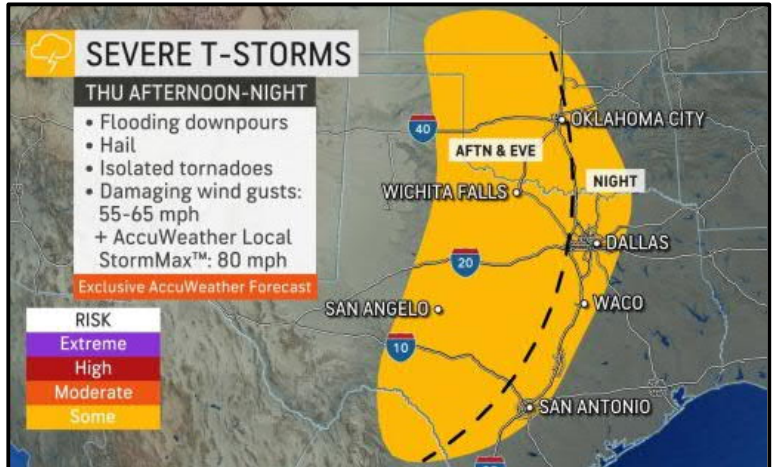 SEVERE T-STORMS
THU AFTERNOON-NIGHT
• Flooding downpours
• Hail
• Isolated tornadoes
• Damaging wind gusts:
55-65 mph
+ AccuWeather Local
StormMax™: 80 mph
Exclusive AccuWeather Forecast
RISK
Extreme
High
Moderate
Some
40
OKLAHOMA CITY
AFTN & EVE
WICHITA FALLS
NIGHT
DALLAS
20
SAN ANGELO
WACO
10
SAN ANTONIO